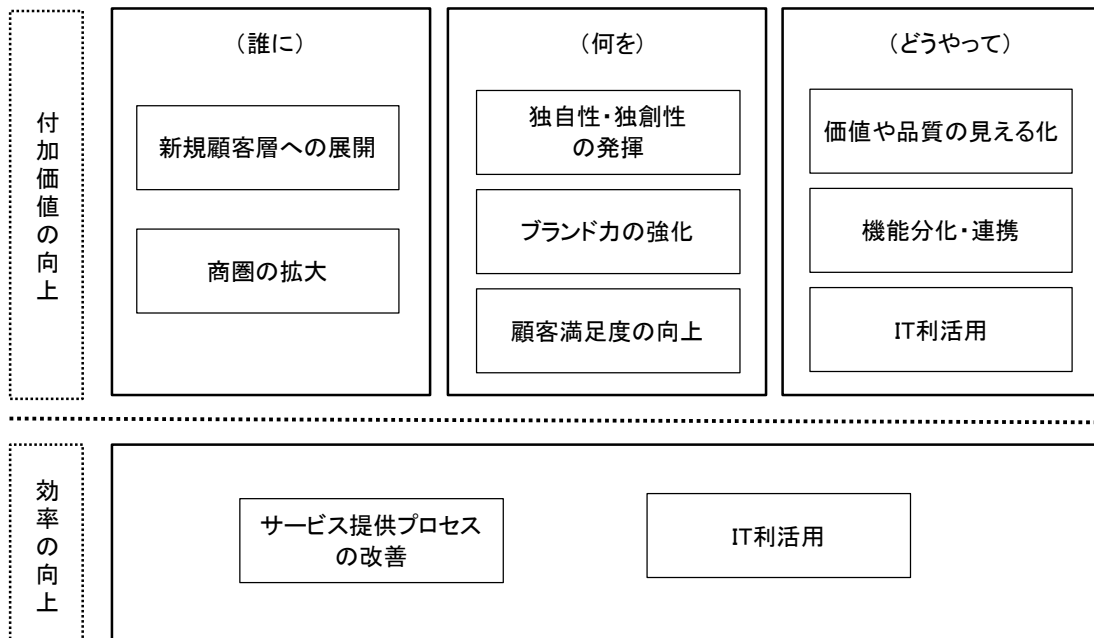 付加価値の向上
（誰に）
新規顧客層への展開
商圏の拡大
（何を）
独自性・独創性
の発揮
ブランド力の強化
顧客満足度の向上
（どうやって）
価値や品質の見える化
機能分化・連携
IT利活用
効率の向上
サービス提供プロセス
の改善
IT利活用